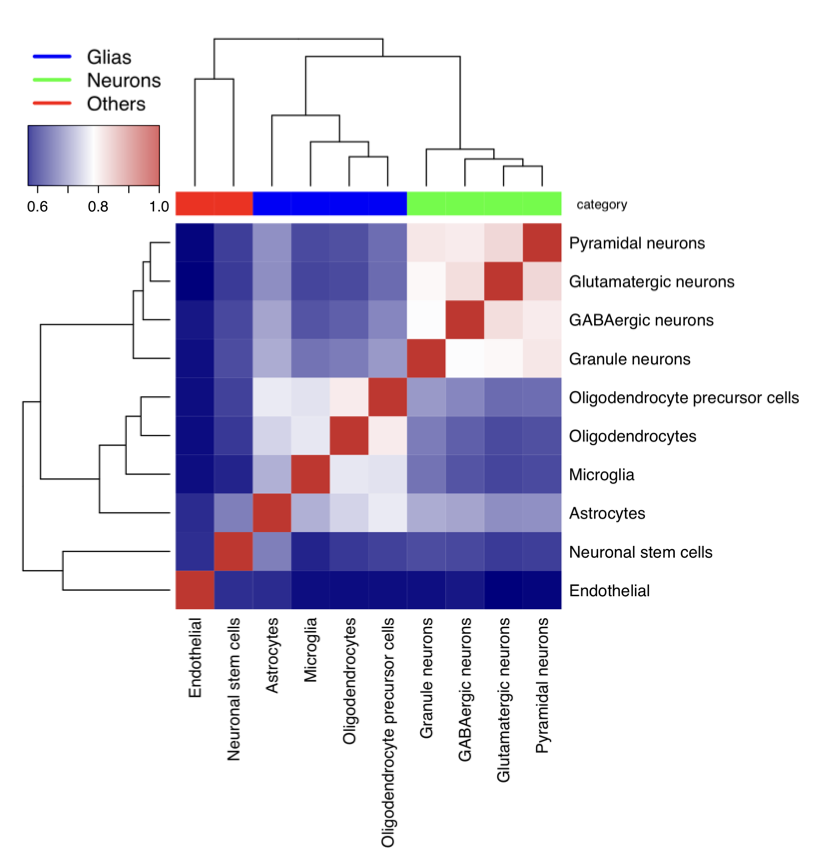 Glias
Neurons
Others
0.6 0.8 1.0
category
Pyramidal neurons
Glutamatergic neurons
GABAergic neurons
Granule neurons
Oligodendrocyte precursor cells
Oligodendrocytes
Microglia
Astrocytes
Neuronal stem cells
Endothelial
Endothelial
Neuronal stem cells
Astrocytes
Microglia
Oligodendrocytes
Oligodendrocyte precursor cells
Granule neurons
GABAergic neurons
Glutamatergic neurons
Pyramidal neurons